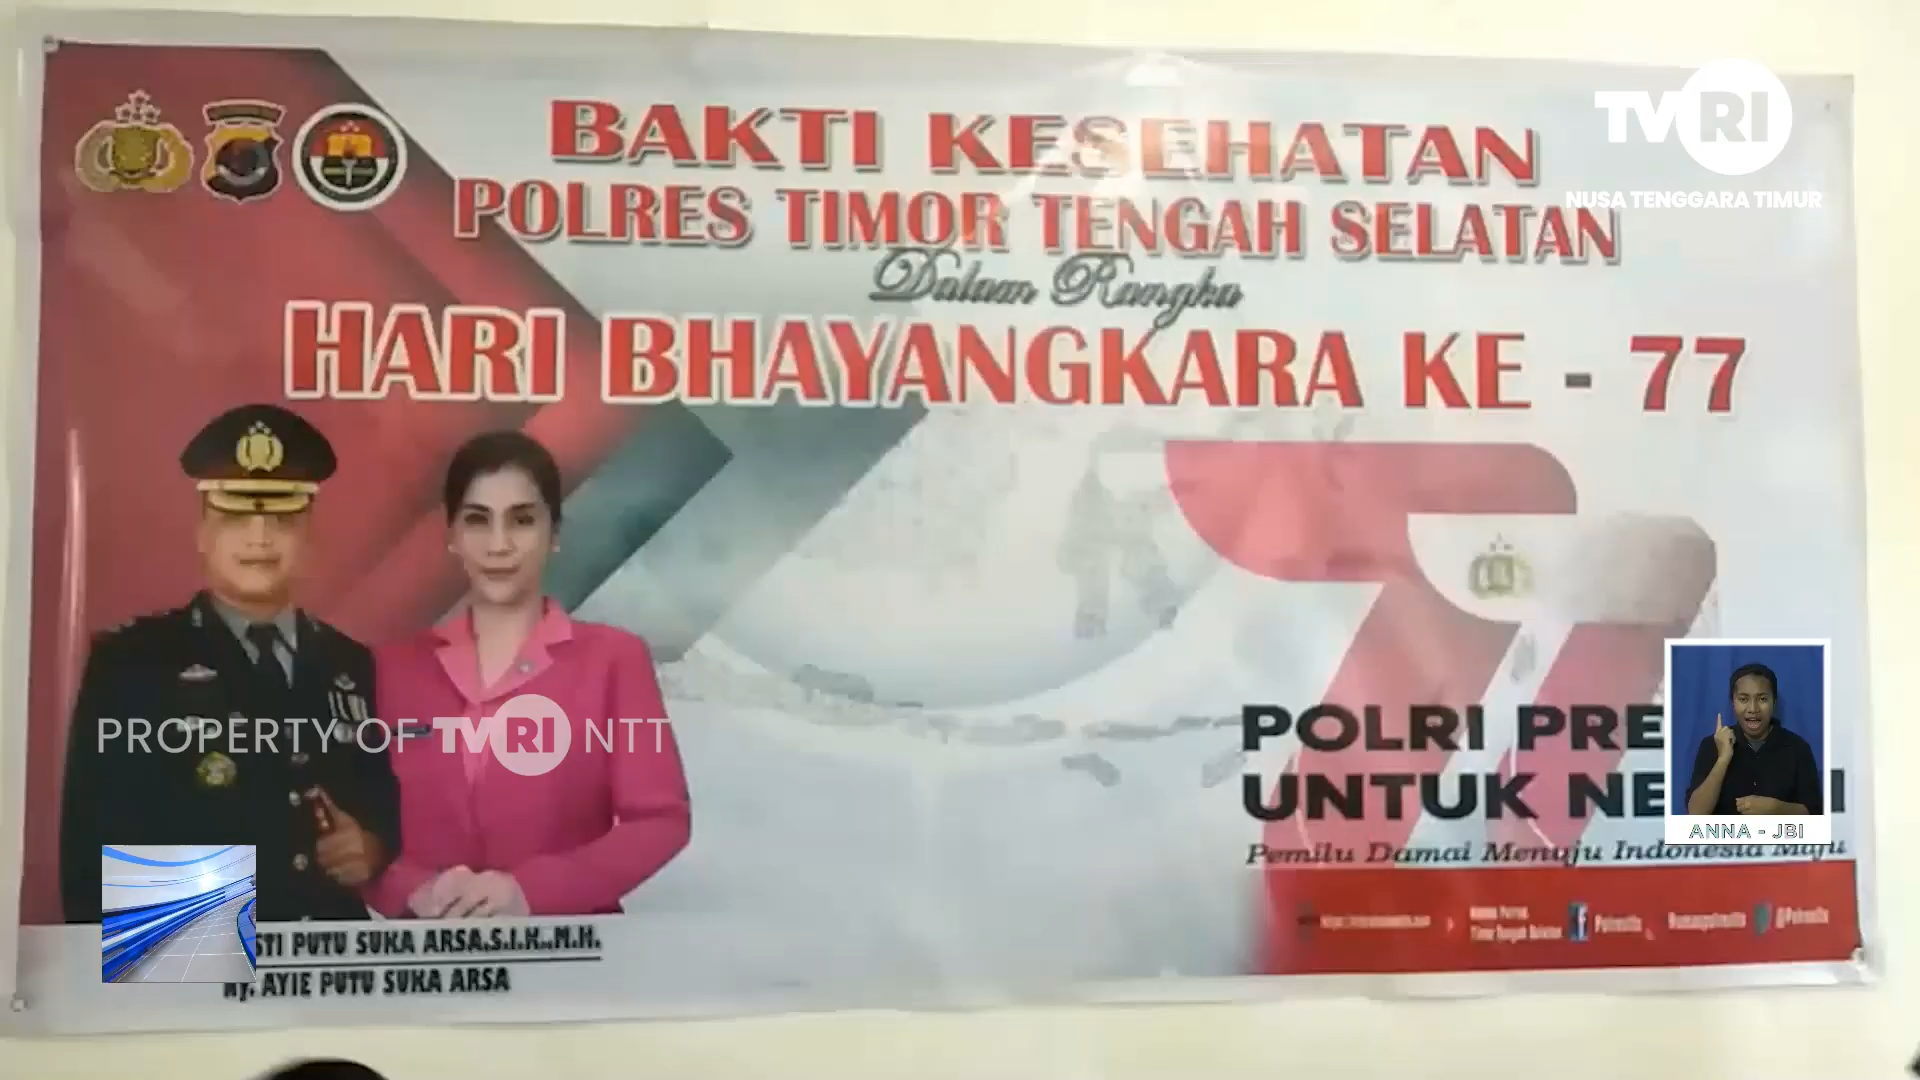 BAKTI KESEHATAN
POLRES TIMOR TENGAH SELATAN
Dalam Rangka
HARI BHAYANGKARA KE - 77
TVRI
NUSA TENGGARA TIMUR
PROPERTY OF TVRI NTT
POLRI PRE
UNTUK NE I
Pemilu Damai Menuju Indonesia Maju
ANNA - JBI
STI PUTU SUKA ARSA.S.I.K.,M.H.
Ny. AYIE PUTU SUKA ARSA